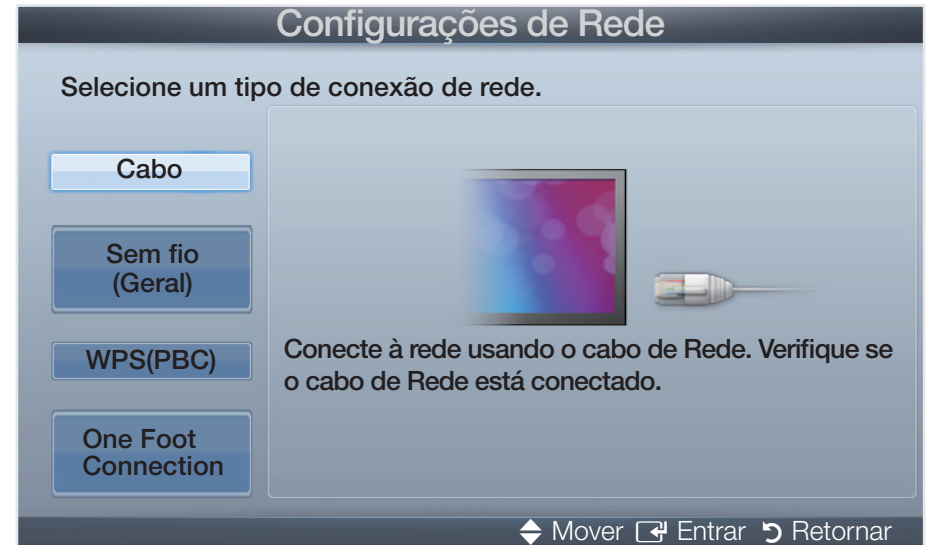 Configurações de Rede
Selecione um tipo de conexão de rede.
Cabo
Sem fio
(Geral)
WPS(PBC)
One Foot
Connection
Conecte à rede usando o cabo de Rede. Verifique se
o cabo de Rede está conectado.
Mover Entrar Retornar